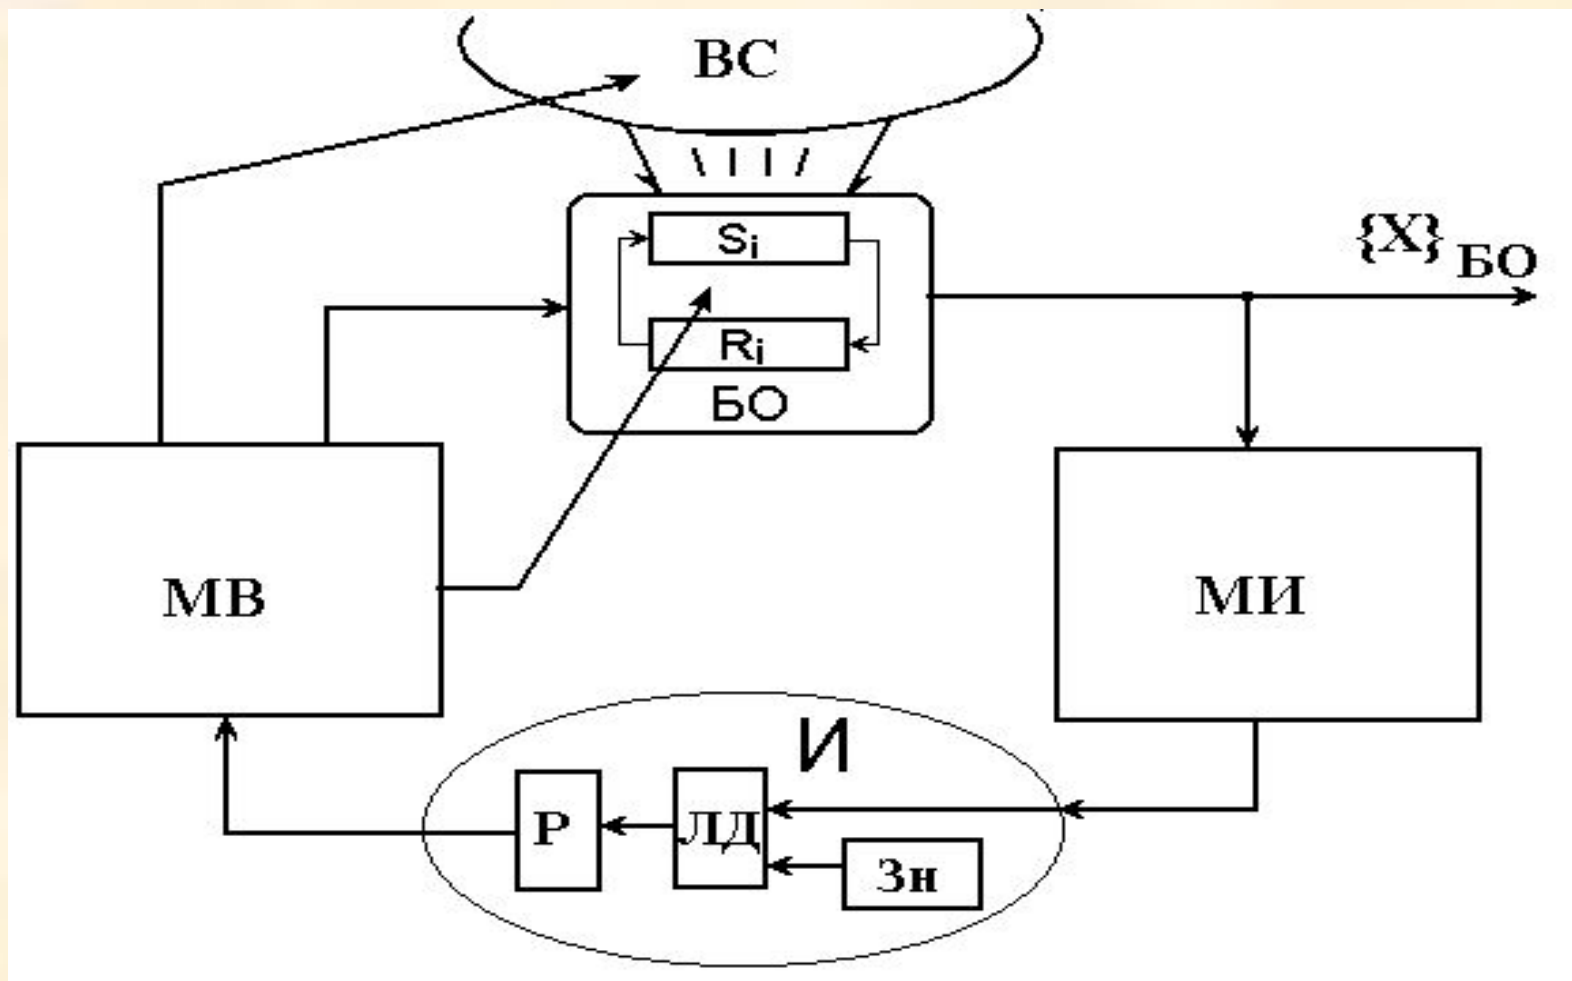 ВС
Si
{X} БО
Ri
БО
МВ
МИ
И
Р
ЛД
Зн